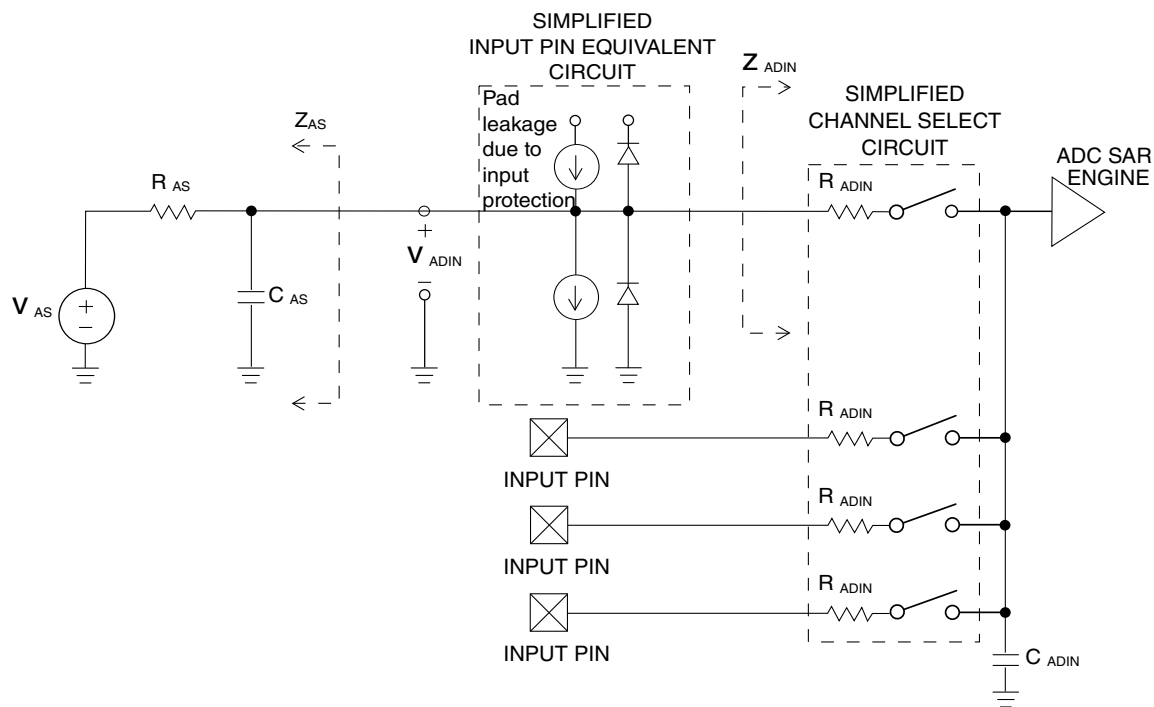 SIMPLIFIED
INPUT PIN EQUIVALENT
CIRCUIT
Pad
leakage
due to
input
protection
Z ADIN
SIMPLIFIED
CHANNEL SELECT
CIRCUIT
ADC SAR
ENGINE
ZAS
R AS
R ADIN
+
V ADIN
−
C AS
V AS
+
−
R ADIN
INPUT PIN
R ADIN
INPUT PIN
R ADIN
INPUT PIN
C ADIN